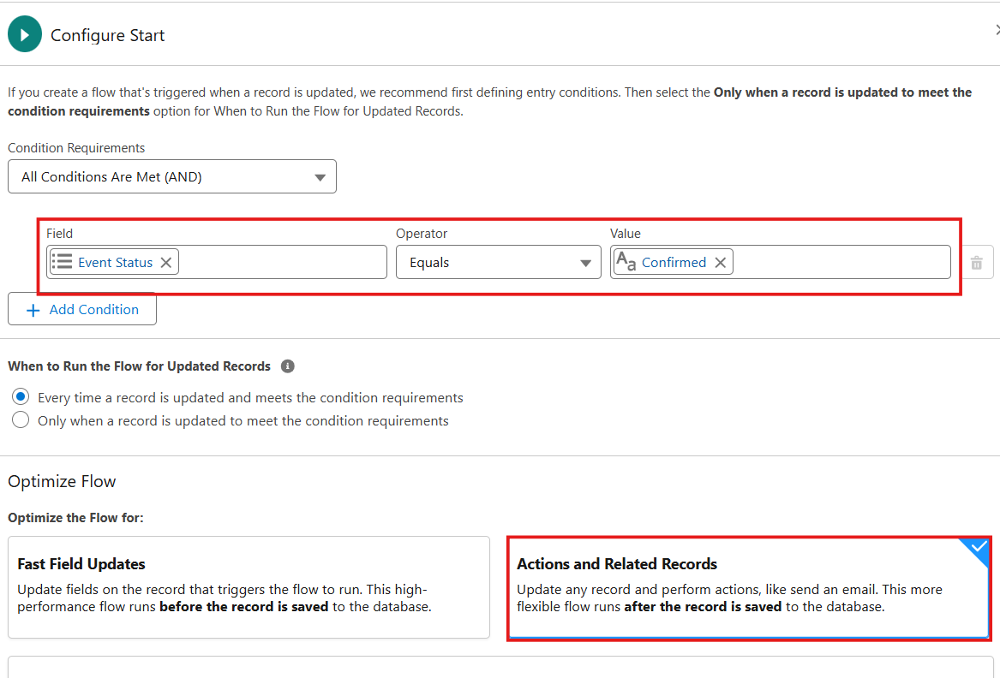 Configure Start
If you create a flow that's triggered when a record is updated, we recommend first defining entry conditions. Then select the Only when a record is updated to meet the
condition requirements option for When to Run the Flow for Updated Records.
Condition Requirements
All Conditions Are Met (AND)
Field Operator Value
Event Status Equals Aa Confirmed
+ Add Condition
When to Run the Flow for Updated Records
Every time a record is updated and meets the condition requirements
Only when a record is updated to meet the condition requirements
Optimize Flow
Optimize the Flow for:
Fast Field Updates
Update fields on the record that triggers the flow to run. This high-
performance flow runs before the record is saved to the database.
Actions and Related Records
Update any record and perform actions, like send an email. This more
flexible flow runs after the record is saved to the database.